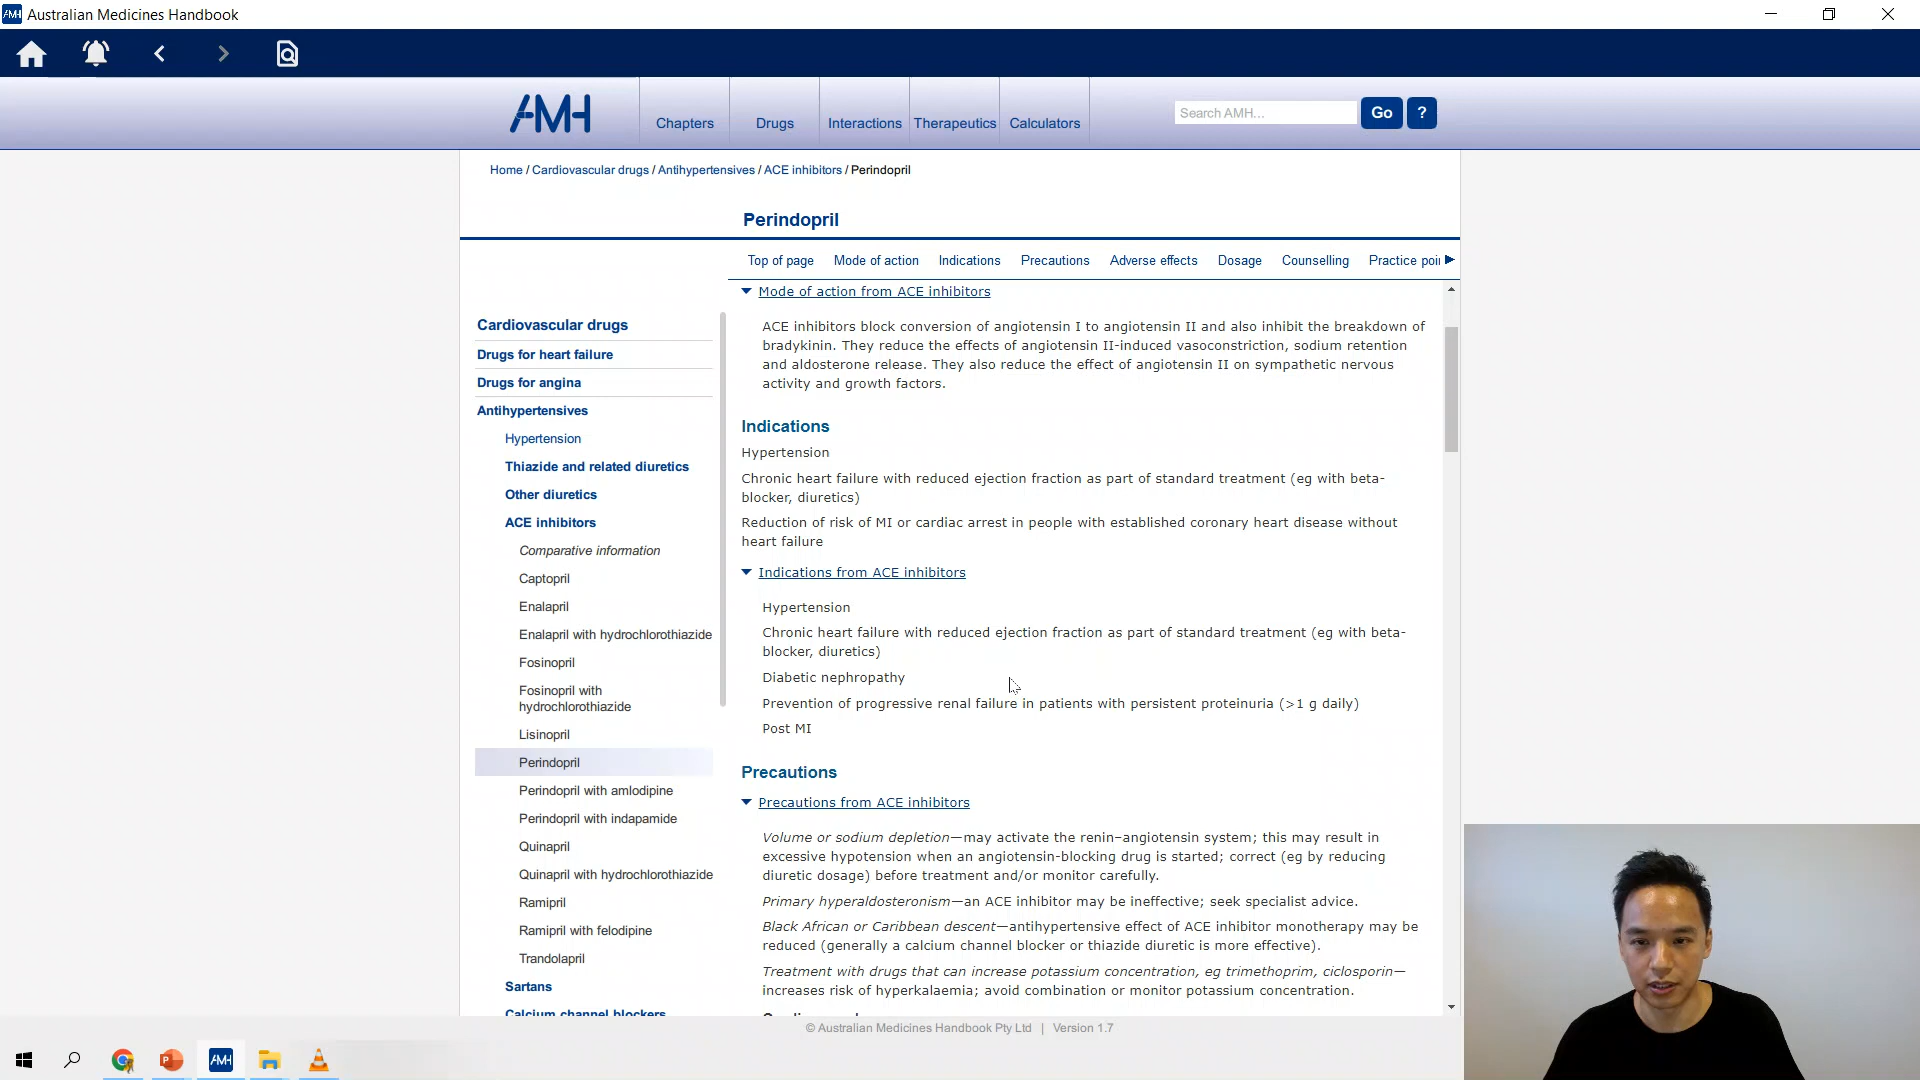 AMH Australian Medicines Handbook
AMH
Chapters
Drugs
Interactions
Therapeutics
Calculators
Search AMH...
Go
?
Home / Cardiovascular drugs / Antihypertensives / ACE inhibitors / Perindopril
Perindopril
Top of page
Mode of action
Indications
Precautions
Adverse effects
Dosage
Counselling
Practice poi
Cardiovascular drugs
Drugs for heart failure
Drugs for angina
Antihypertensives
Hypertension
Thiazide and related diuretics
Other diuretics
ACE inhibitors
Comparative information
Captopril
Enalapril
Enalapril with hydrochlorothiazide
Fosinopril
Fosinopril with
hydrochlorothiazide
Lisinopril
Perindopril
Perindopril with amlodipine
Perindopril with indapamide
Quinapril
Quinapril with hydrochlorothiazide
Ramipril
Ramipril with felodipine
Trandolapril
Sartans
Calcium channel blockers
Mode of action from ACE inhibitors
ACE inhibitors block conversion of angiotensin I to angiotensin II and also inhibit the breakdown of
bradykinin. They reduce the effects of angiotensin II-induced vasoconstriction, sodium retention
and aldosterone release. They also reduce the effect of angiotensin II on sympathetic nervous
activity and growth factors.
Indications
Hypertension
Chronic heart failure with reduced ejection fraction as part of standard treatment (eg with beta-
blocker, diuretics)
Reduction of risk of MI or cardiac arrest in people with established coronary heart disease without
heart failure
Indications from ACE inhibitors
Hypertension
Chronic heart failure with reduced ejection fraction as part of standard treatment (eg with beta-
blocker, diuretics)
Diabetic nephropathy
Prevention of progressive renal failure in patients with persistent proteinuria (>1 g daily)
Post MI
Precautions
Precautions from ACE inhibitors
Volume or sodium depletion—may activate the renin–angiotensin system; this may result in
excessive hypotension when an angiotensin-blocking drug is started; correct (eg by reducing
diuretic dosage) before treatment and/or monitor carefully.
Primary hyperaldosteronism—an ACE inhibitor may be ineffective; seek specialist advice.
Black African or Caribbean descent—antihypertensive effect of ACE inhibitor monotherapy may be
reduced (generally a calcium channel blocker or thiazide diuretic is more effective).
Treatment with drugs that can increase potassium concentration, eg trimethoprim, ciclosporin—
increases risk of hyperkalaemia; avoid combination or monitor potassium concentration.
© Australian Medicines Handbook Pty Ltd | Version 1.7
AMH